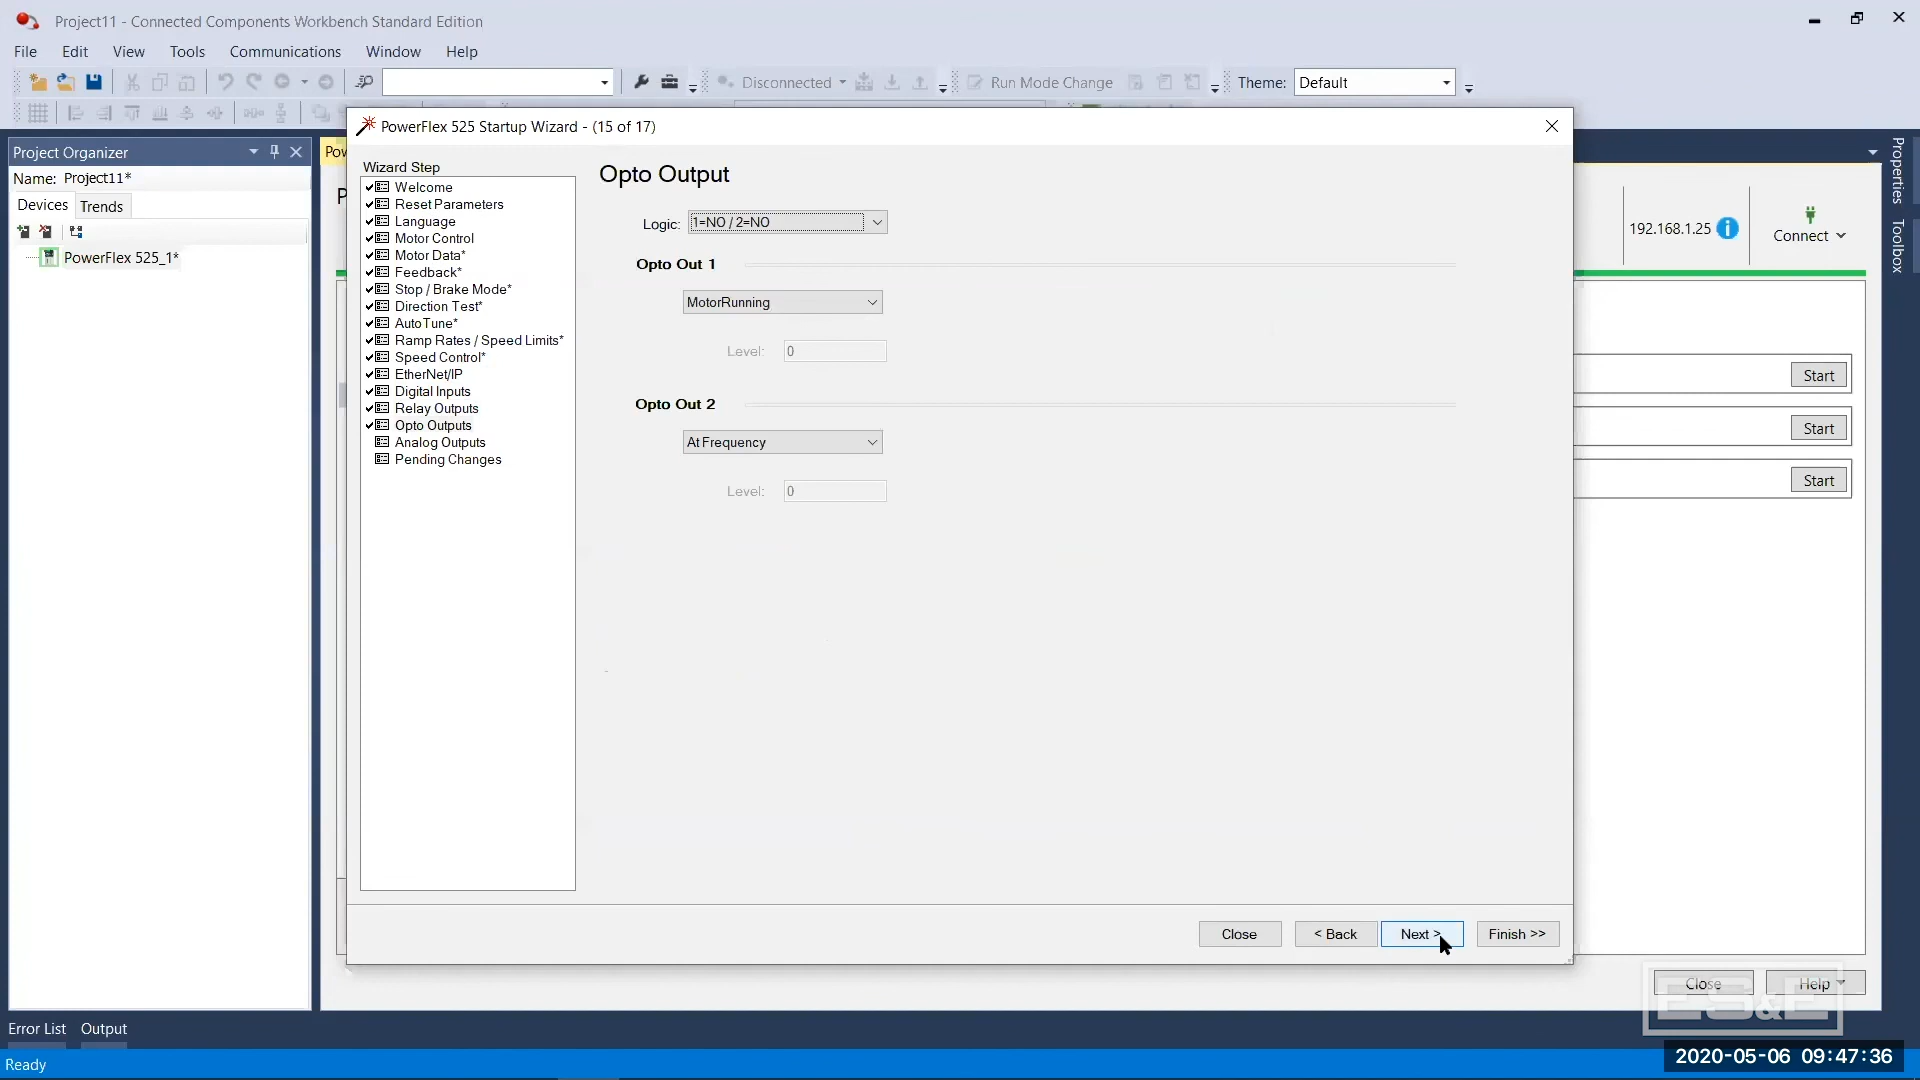 Project11 - Connected Components Workbench Standard Edition
File Edit View Tools Communications Window Help
Disconnected Run Mode Change Theme: Default
PowerFlex 525 Startup Wizard - (15 of 17)
Project Organizer
Name: Project11*
Devices Trends
PowerFlex 525_1*
Wizard Step
Welcome
Reset Parameters
Language
Motor Control
Motor Data*
Feedback*
Stop / Brake Mode*
Direction Test*
AutoTune*
Ramp Rates / Speed Limits*
Speed Control*
EtherNet/IP
Digital Inputs
Relay Outputs
Opto Outputs
Analog Outputs
Pending Changes
Opto Output
Logic: 1=NO / 2=NO
Opto Out 1
MotorRunning
Level: 0
Opto Out 2
At Frequency
Level: 0
Close < Back Next > Finish >>
192.168.1.25 Connect
Start
Start
Start
Close Help
Properties
Toolbox
ES&E
Error List Output
Ready
2020-05-06 09:47:36